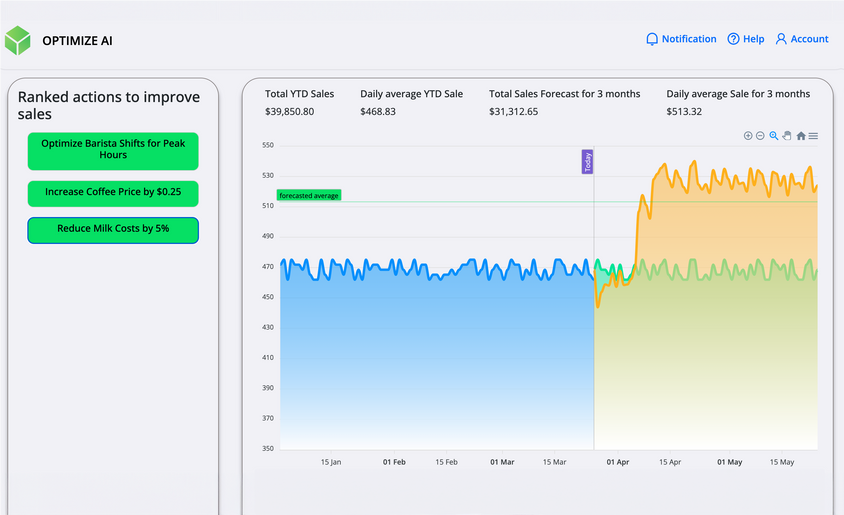 OPTIMIZE AI
Notification
Help
Account
Ranked actions to improve
sales
Optimize Barista Shifts for Peak
Hours
Increase Coffee Price by $0.25
Reduce Milk Costs by 5%
Total YTD Sales
$39,850.80
Daily average YTD Sale
$468.83
Total Sales Forecast for 3 months
$31,312.65
Daily average Sale for 3 months
$513.32
Today
forecasted average
550
530
510
490
470
450
430
410
390
370
350
15 Jan
01 Feb
15 Feb
01 Mar
15 Mar
01 Apr
15 Apr
01 May
15 May